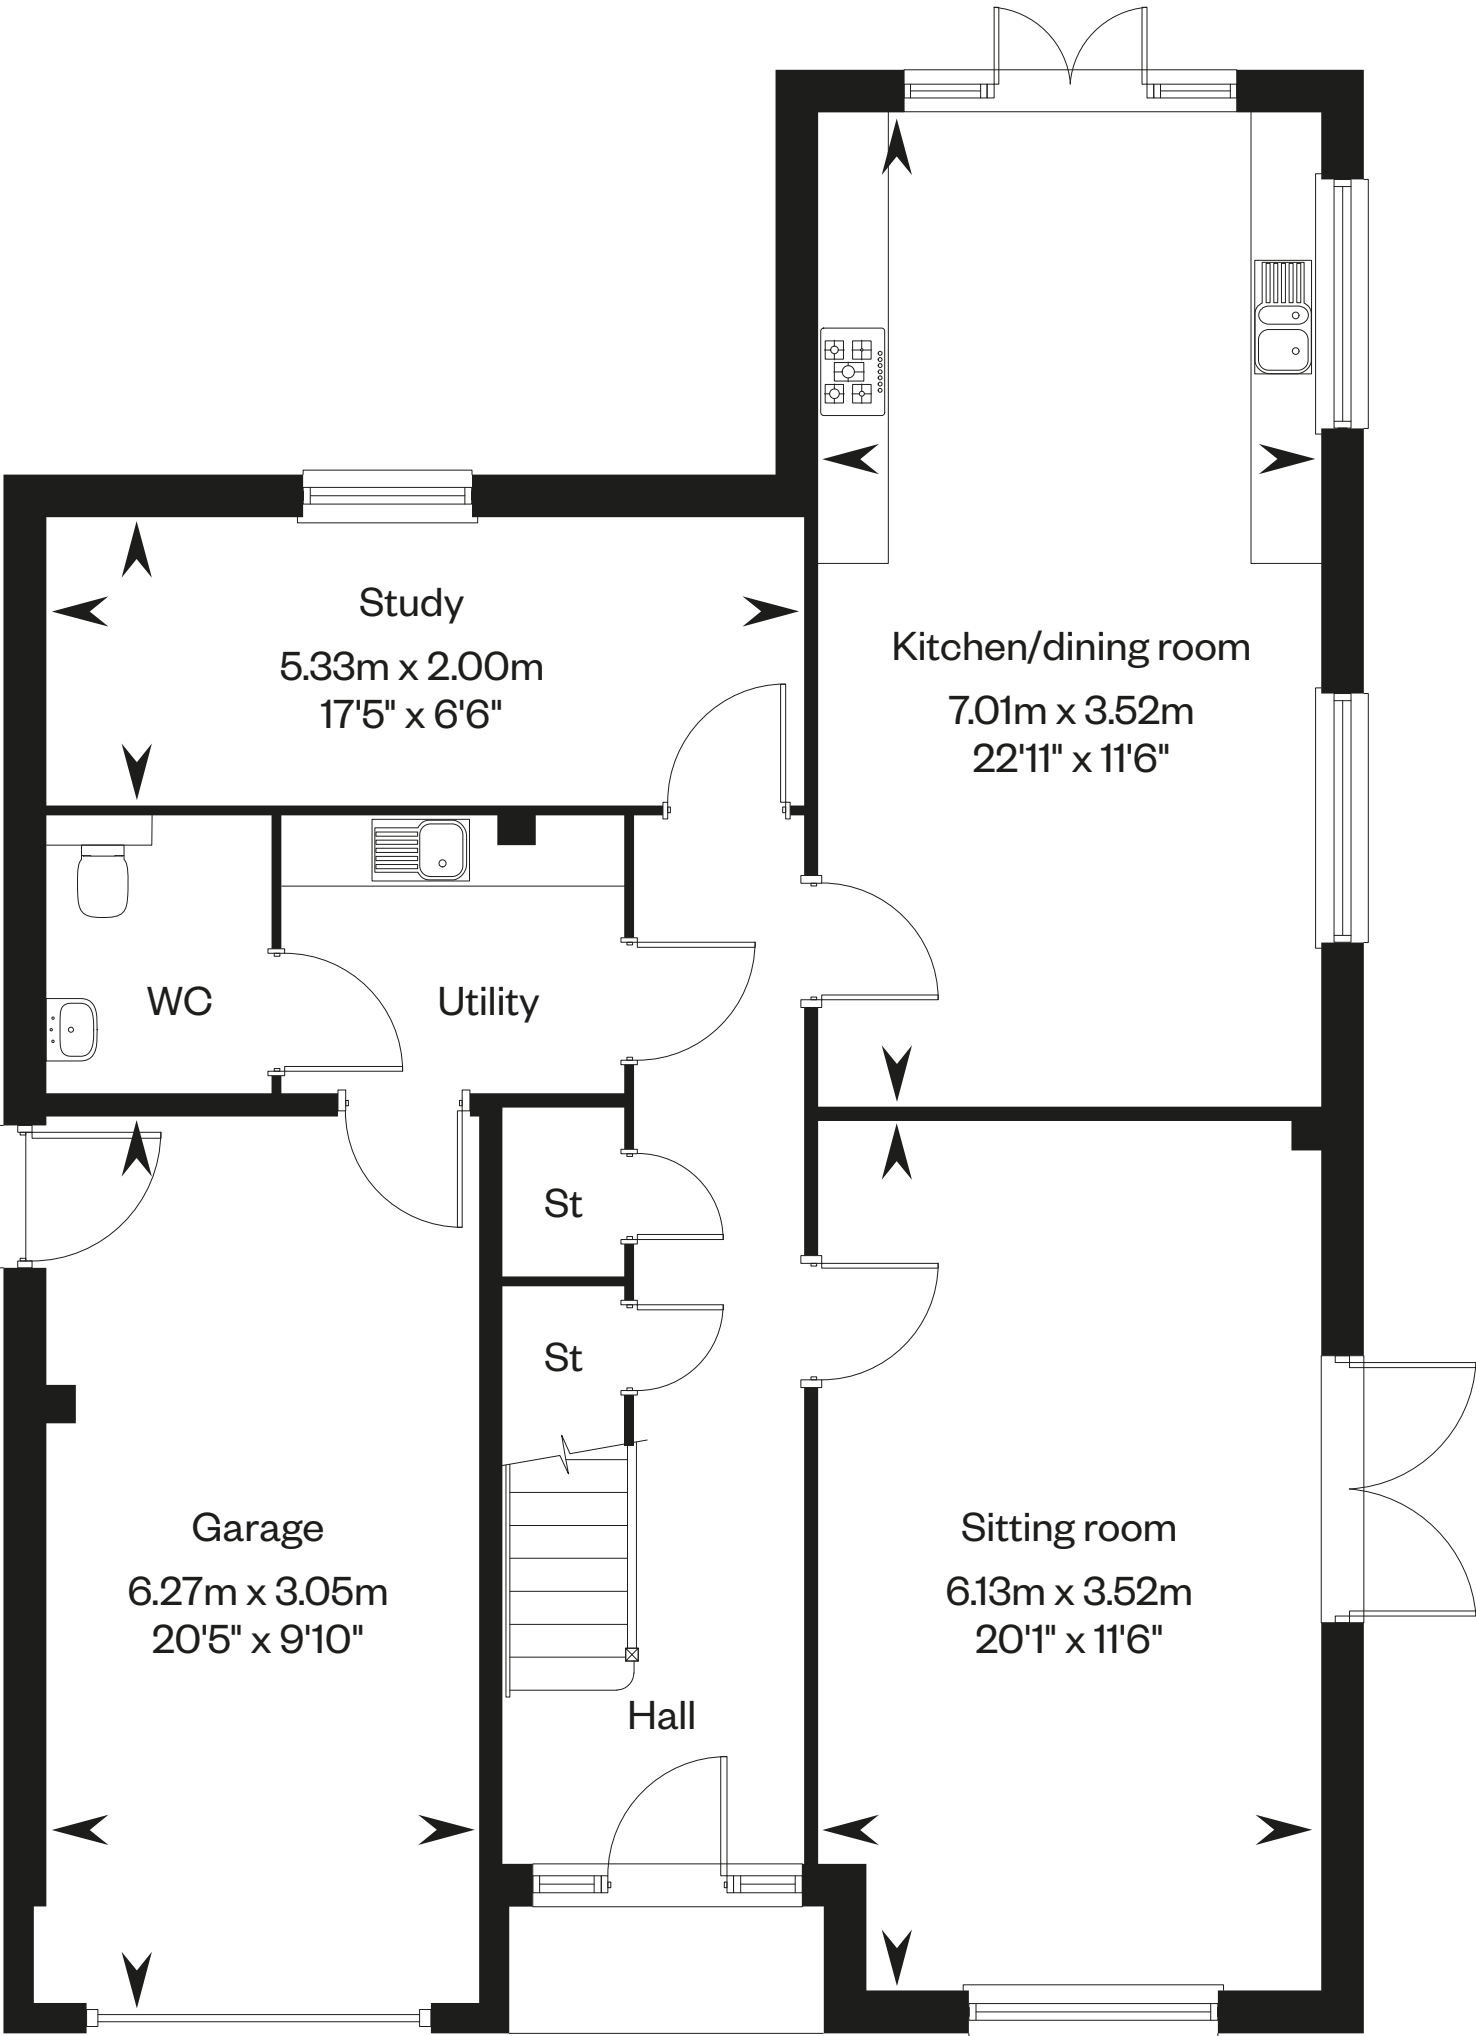 Study
5.33m x 2.00m
17'5" x 6'6"
Kitchen/dining room
7.01m x 3.52m
22'11" x 11'6"
WC
Utility
St
St
Garage
6.27m x 3.05m
20'5" x 9'10"
Sitting room
6.13m x 3.52m
20'1" x 11'6"
Hall